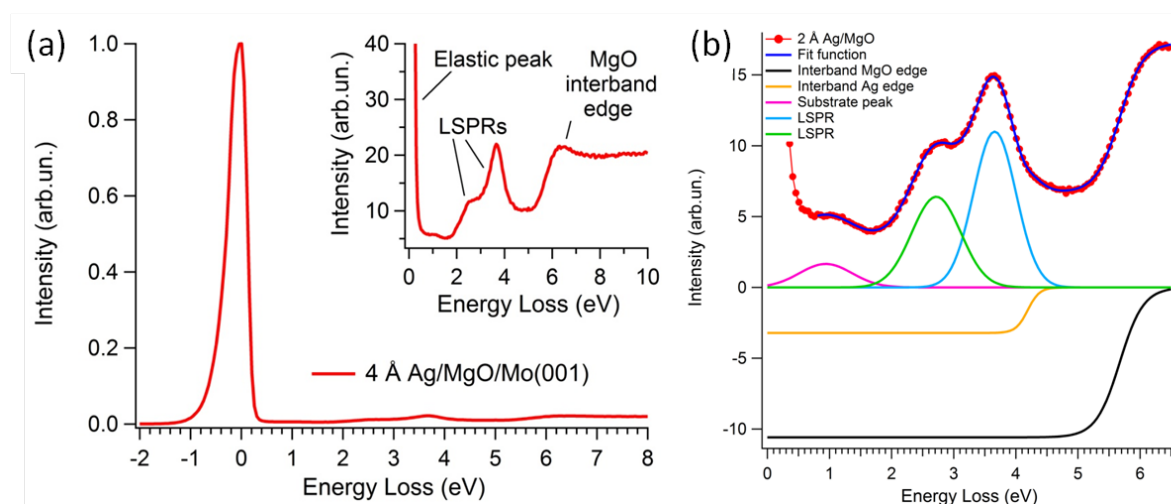 (a)
1.0
0.8
0.6
0.4
0.2
0.0
Intensity (arb.un.)
-2 -1 0 1 2 3 4 5 6 7 8
Energy Loss (eV)
4 Å Ag/MgO/Mo(001)
40
30
20
10
Intensity (arb.un.)
Elastic peak
LSPRs
MgO
interband
edge
0 2 4 6 8 10
Energy Loss (eV)
(b)
2 Å Ag/MgO
Fit function
Interband MgO edge
Interband Ag edge
Substrate peak
LSPR
LSPR
15
10
5
0
-5
-10
Intensity (arb.un.)
0 1 2 3 4 5 6
Energy Loss (eV)